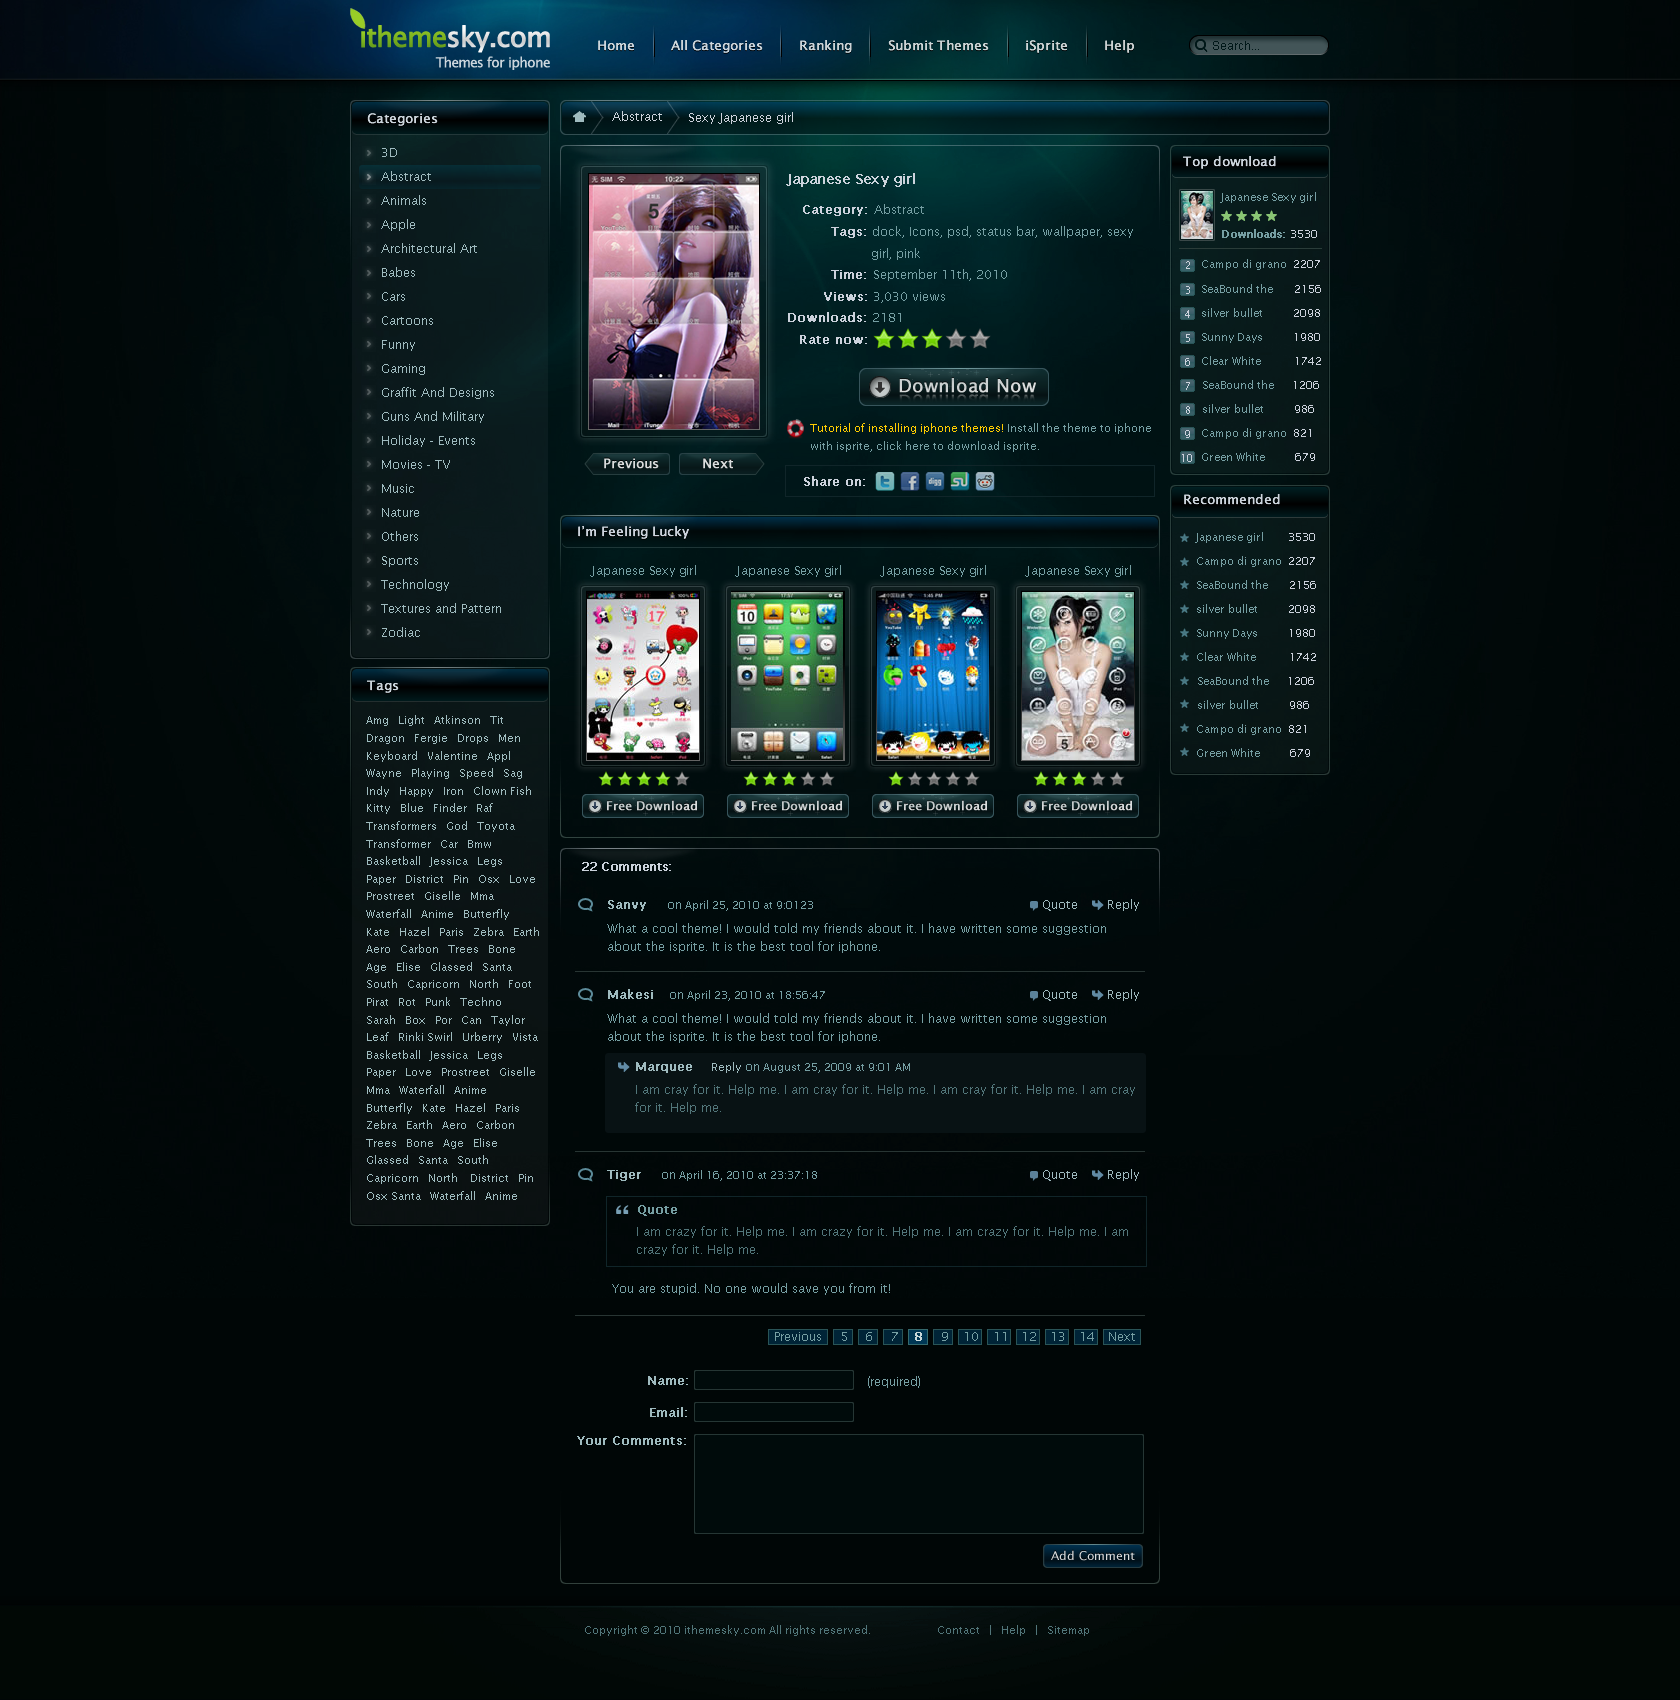 ithemesky.com
Themes for iphone
Home
All Categories
Ranking
Submit Themes
iSprite
Help
Search...
Categories
3D
Abstract
Animals
Apple
Architectural Art
Babes
Cars
Cartoons
Funny
Gaming
Graffit And Designs
Guns And Military
Holiday - Events
Movies - TV
Music
Nature
Others
Sports
Technology
Textures and Pattern
Zodiac
Tags
Amg Light Atkinson Tit
Dragon Fergie Drops Men
Keyboard Valentine Appl
Wayne Playing Speed Sag
Indy Happy Iron Clown Fish
Kitty Blue Finder Raf
Transformers God Toyota
Transformer Car Bmw
Basketball Jessica Legs
Paper District Pin Osx Love
Prostreet Giselle Mma
Waterfall Anime Butterfly
Kate Hazel Paris Zebra Earth
Aero Carbon Trees Bone
Age Elise Glassed Santa
South Capricorn North Foot
Pirat Rot Punk Techno
Sarah Box Por Can Taylor
Leaf Rinki Swirl Urberry Vista
Basketball Jessica Legs
Paper Love Prostreet Giselle
Mma Waterfall Anime
Butterfly Kate Hazel Paris
Zebra Earth Aero Carbon
Trees Bone Age Elise
Glassed Santa South
Capricorn North District Pin
Osx Santa Waterfall Anime
Abstract
Sexy Japanese girl
无 SIM 10:22
5
Mail iTunes
Previous
Next
Japanese Sexy girl
Category: Abstract
Tags: dock, Icons, psd, status bar, wallpaper, sexy
girl, pink
Time: September 11th, 2010
Views: 3,030 views
Downloads: 2181
Rate now:
Download Now
Tutorial of installing iphone themes! Install the theme to iphone
with isprite, click here to download isprite.
Share on:
digg
I'm Feeling Lucky
Japanese Sexy girl
17
Free Download
Japanese Sexy girl
10
Free Download
Japanese Sexy girl
1:45 PM
Free Download
Japanese Sexy girl
5
Free Download
22 Comments:
Sanvy on April 25, 2010 at 9:0123
Quote Reply
What a cool theme! I would told my friends about it. I have written some suggestion
about the isprite. It is the best tool for iphone.
Makesi on April 23, 2010 at 18:56:47
Quote Reply
What a cool theme! I would told my friends about it. I have written some suggestion
about the isprite. It is the best tool for iphone.
Marquee Reply on August 25, 2009 at 9:01 AM
I am cray for it. Help me. I am cray for it. Help me. I am cray for it. Help me. I am cray
for it. Help me.
Tiger on April 16, 2010 at 23:37:18
Quote Reply
Quote
I am crazy for it. Help me. I am crazy for it. Help me. I am crazy for it. Help me. I am
crazy for it. Help me.
You are stupid. No one would save you from it!
Previous 5 6 7 8 9 10 11 12 13 14 Next
Name: (required)
Email:
Your Comments:
Add Comment
Top download
Japanese Sexy girl
Downloads: 3530
2 Campo di grano 2207
3 SeaBound the 2156
4 silver bullet 2098
5 Sunny Days 1980
6 Clear White 1742
7 SeaBound the 1206
8 silver bullet 986
9 Campo di grano 821
10 Green White 679
Recommended
Japanese girl 3530
Campo di grano 2207
SeaBound the 2156
silver bullet 2098
Sunny Days 1980
Clear White 1742
SeaBound the 1206
silver bullet 986
Campo di grano 821
Green White 679
Copyright © 2010 ithemesky.com All rights reserved.
Contact | Help | Sitemap